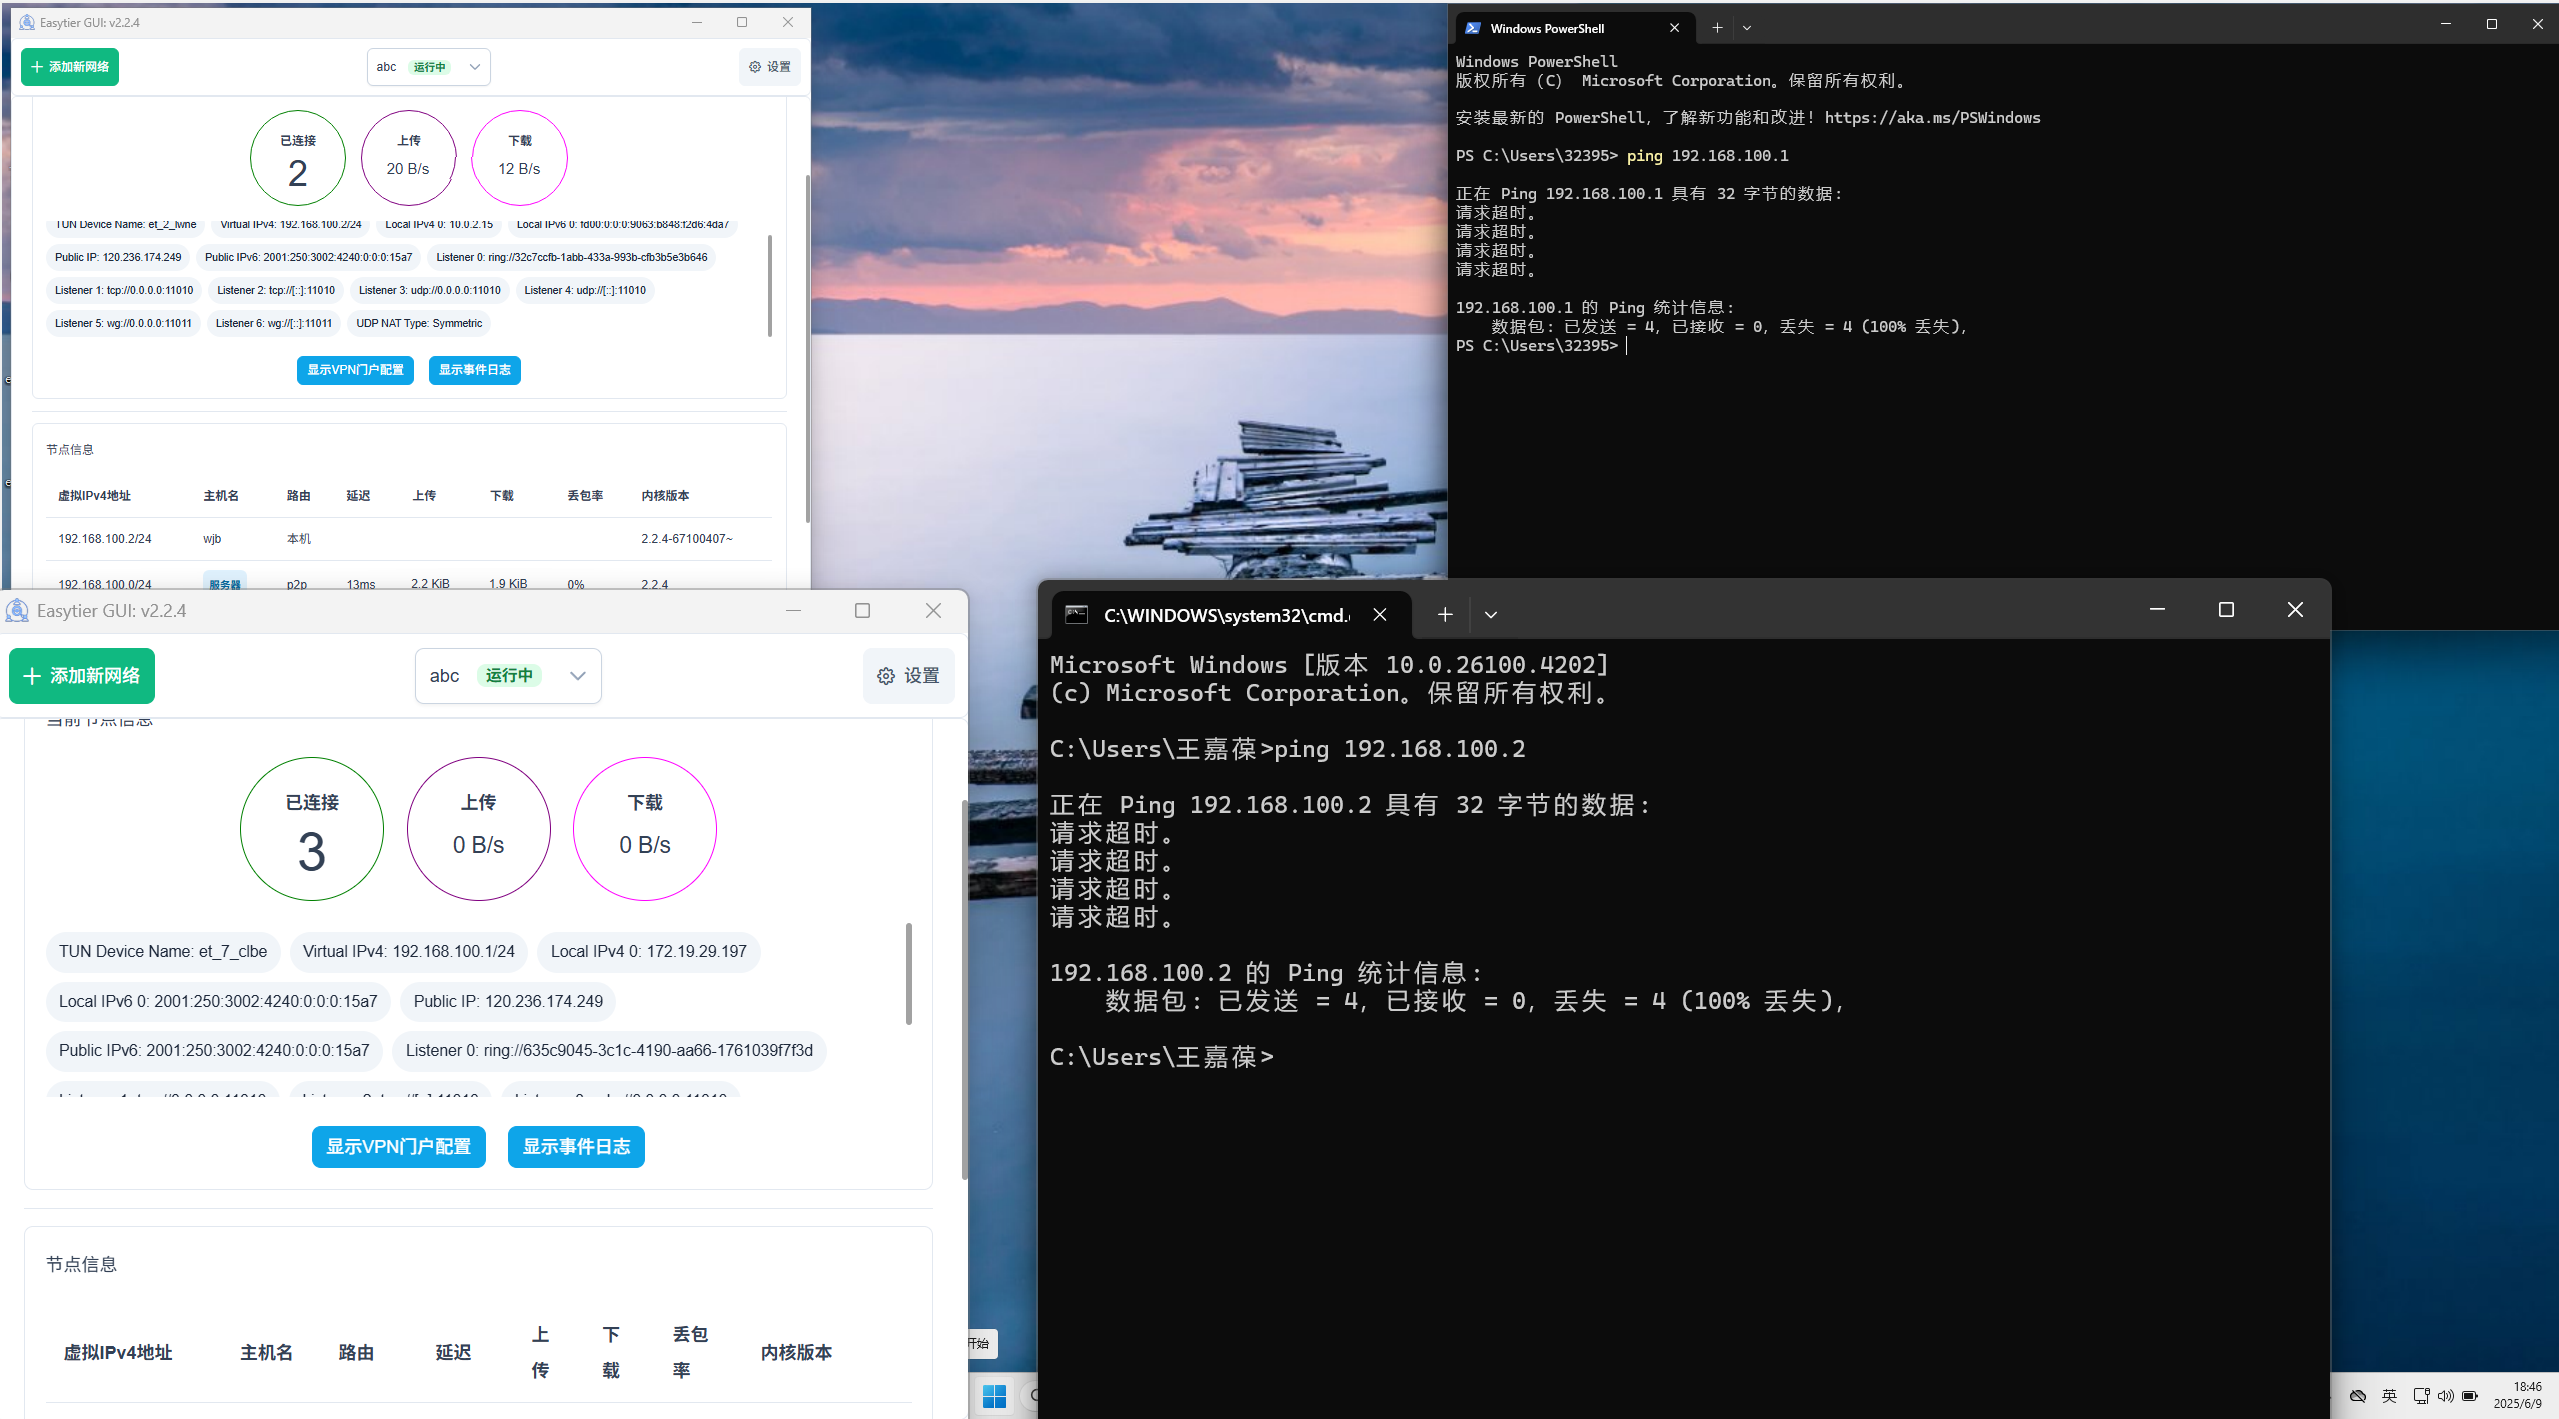 Easytier GUI: v2.2.4
添加新网络
abc 运行中
设置
已连接
2
上传
20 B/s
下载
12 B/s
TUN Device Name: et_2_lwne
Virtual IPv4: 192.168.100.2/24
Local IPv4 0: 10.0.2.15
Local IPv6 0: fd00:0:0:0:9063:b848:f2d6:4da7
Public IP: 120.236.174.249
Public IPv6: 2001:250:3002:4240:0:0:0:15a7
Listener 0: ring://32c7ccfb-1abb-433a-993b-cfb3b5e3b646
Listener 1: tcp://0.0.0.0:11010
Listener 2: tcp://[::]:11010
Listener 3: udp://0.0.0.0:11010
Listener 4: udp://[::]:11010
Listener 5: wg://0.0.0.0:11011
Listener 6: wg://[::]:11011
UDP NAT Type: Symmetric
显示VPN门户配置
显示事件日志
节点信息
虚拟IPv4地址 主机名 路由 延迟 上传 下载 丢包率 内核版本
192.168.100.2/24 wjb 本机 2.2.4-67100407~
192.168.100.0/24 服务器 p2p 13ms 2.2 KiB 1.9 KiB 0% 2.2.4
Windows PowerShell
Windows PowerShell
版权所有 (C) Microsoft Corporation。保留所有权利。
安装最新的 PowerShell，了解新功能和改进！https://aka.ms/PSWindows
PS C:\Users\32395> ping 192.168.100.1
正在 Ping 192.168.100.1 具有 32 字节的数据:
请求超时。
请求超时。
请求超时。
请求超时。
192.168.100.1 的 Ping 统计信息:
数据包: 已发送 = 4，已接收 = 0，丢失 = 4 (100% 丢失)，
PS C:\Users\32395>
Easytier GUI: v2.2.4
添加新网络
abc 运行中
设置
当前节点信息
已连接
3
上传
0 B/s
下载
0 B/s
TUN Device Name: et_7_clbe
Virtual IPv4: 192.168.100.1/24
Local IPv4 0: 172.19.29.197
Local IPv6 0: 2001:250:3002:4240:0:0:0:15a7
Public IP: 120.236.174.249
Public IPv6: 2001:250:3002:4240:0:0:0:15a7
Listener 0: ring://635c9045-3c1c-4190-aa66-1761039f7f3d
显示VPN门户配置
显示事件日志
节点信息
虚拟IPv4地址 主机名 路由 延迟 上传 下载 丢包率 内核版本
C:\WINDOWS\system32\cmd.
Microsoft Windows [版本 10.0.26100.4202]
(c) Microsoft Corporation。保留所有权利。
C:\Users\王嘉葆>ping 192.168.100.2
正在 Ping 192.168.100.2 具有 32 字节的数据:
请求超时。
请求超时。
请求超时。
请求超时。
192.168.100.2 的 Ping 统计信息:
数据包: 已发送 = 4，已接收 = 0，丢失 = 4 (100% 丢失)，
C:\Users\王嘉葆>
开始
英
18:46
2025/6/9